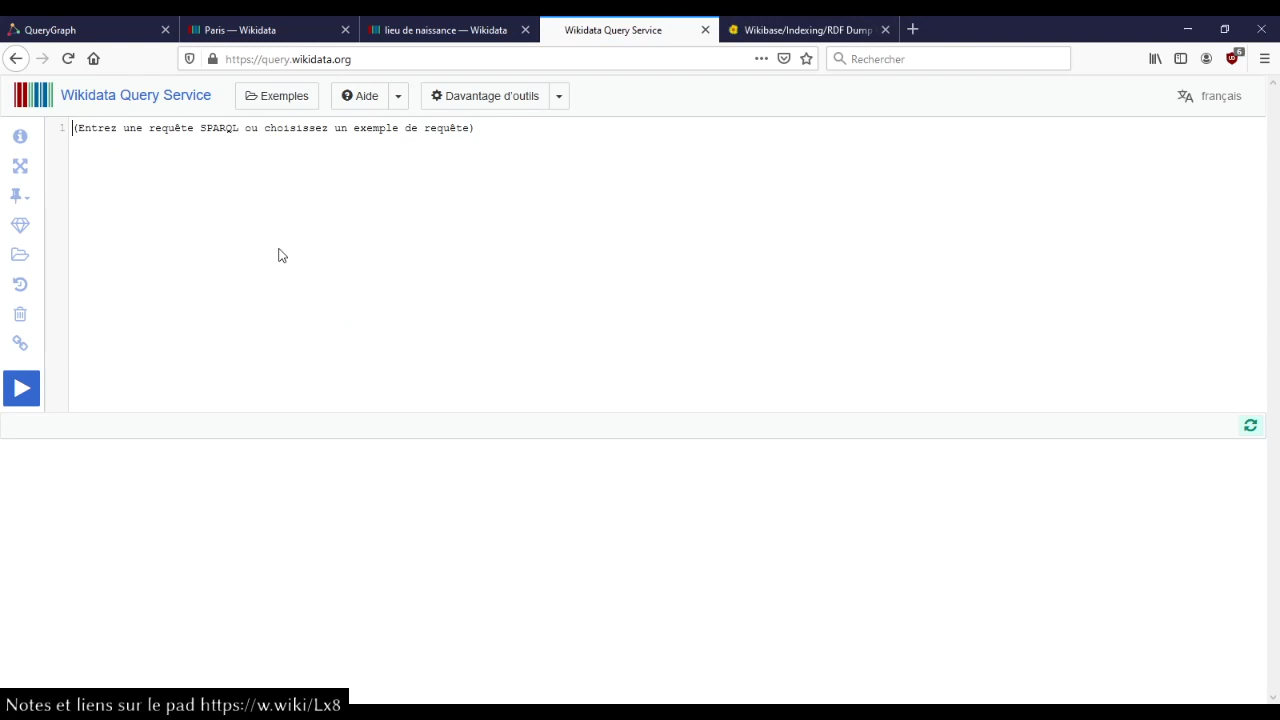 QueryGraph
Paris — Wikidata
lieu de naissance — Wikidata
Wikidata Query Service
Wikibase/Indexing/RDF Dump
https://query.wikidata.org
Rechercher
6
Wikidata Query Service
Exemples
Aide
Davantage d'outils
français
1 (Entrez une requête SPARQL ou choisissez un exemple de requête)
Notes et liens sur le pad https://w.wiki/Lx8